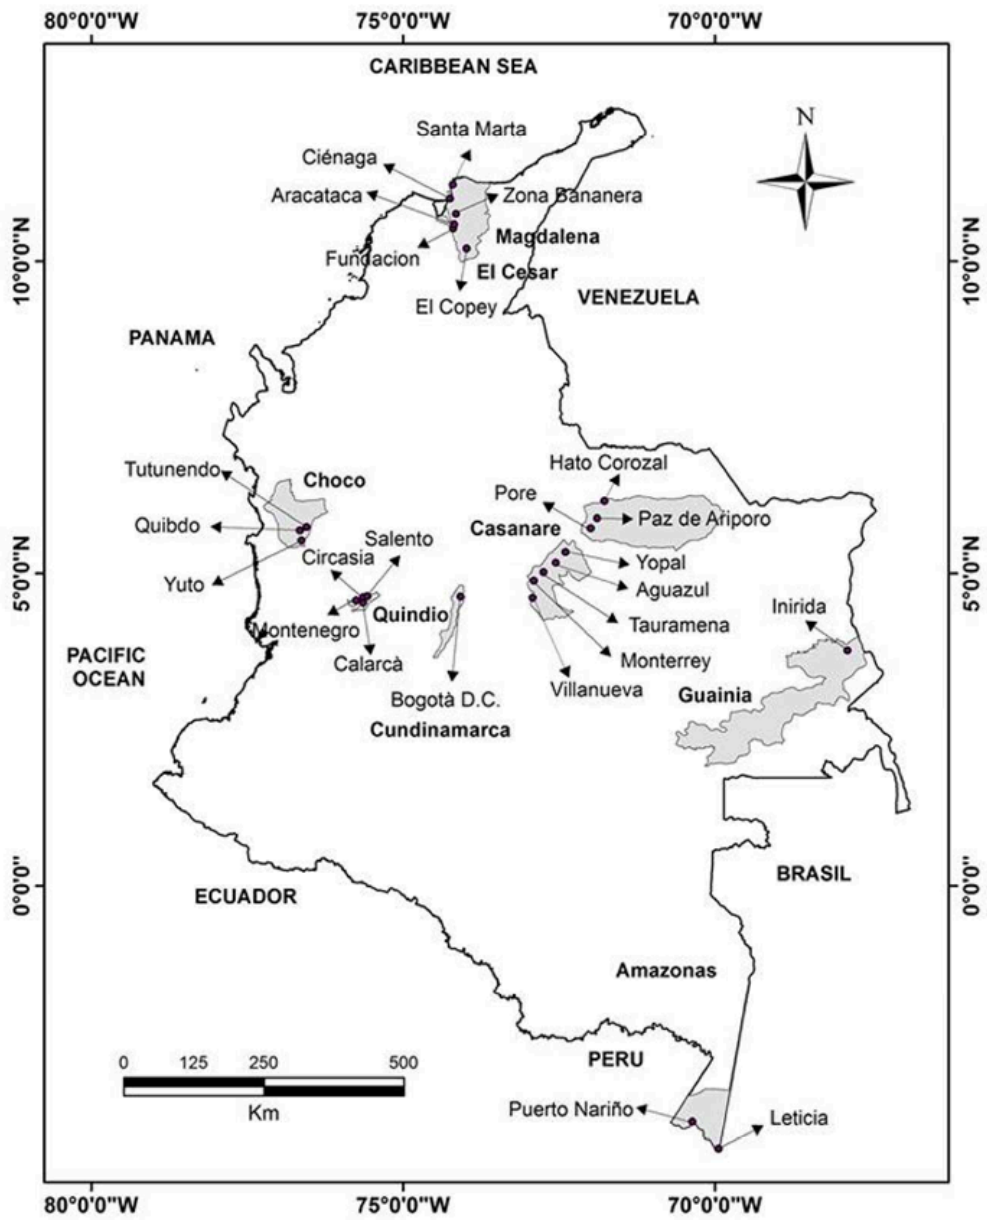 80°0'0"W 75°0'0"W 70°0'0"W
CARIBBEAN SEA
N
Santa Marta
Ciénaga
Aracataca
Zona Bananera
Magdalena
Fundacion
El Cesar
El Copey
10°0'0"N
10°0'0"N
VENEZUELA
PANAMA
Hato Corozal
Tutunendo
Choco
Pore
Casanare
Paz de Ariporo
Quibdo
Salento
Circasia
Yopal
Yuto
Aguazul
5°0'0"N
5°0'0"N
Inirida
Quindio
Tauramena
Montenegro
PACIFIC
OCEAN
Calarcà
Monterrey
Villanueva
Guainia
Bogotà D.C.
Cundinamarca
BRASIL
ECUADOR
0°0'0"
0°0'0"
Amazonas
0 125 250 500
Km
PERU
Puerto Nariño
Leticia
80°0'0"W 75°0'0"W 70°0'0"W